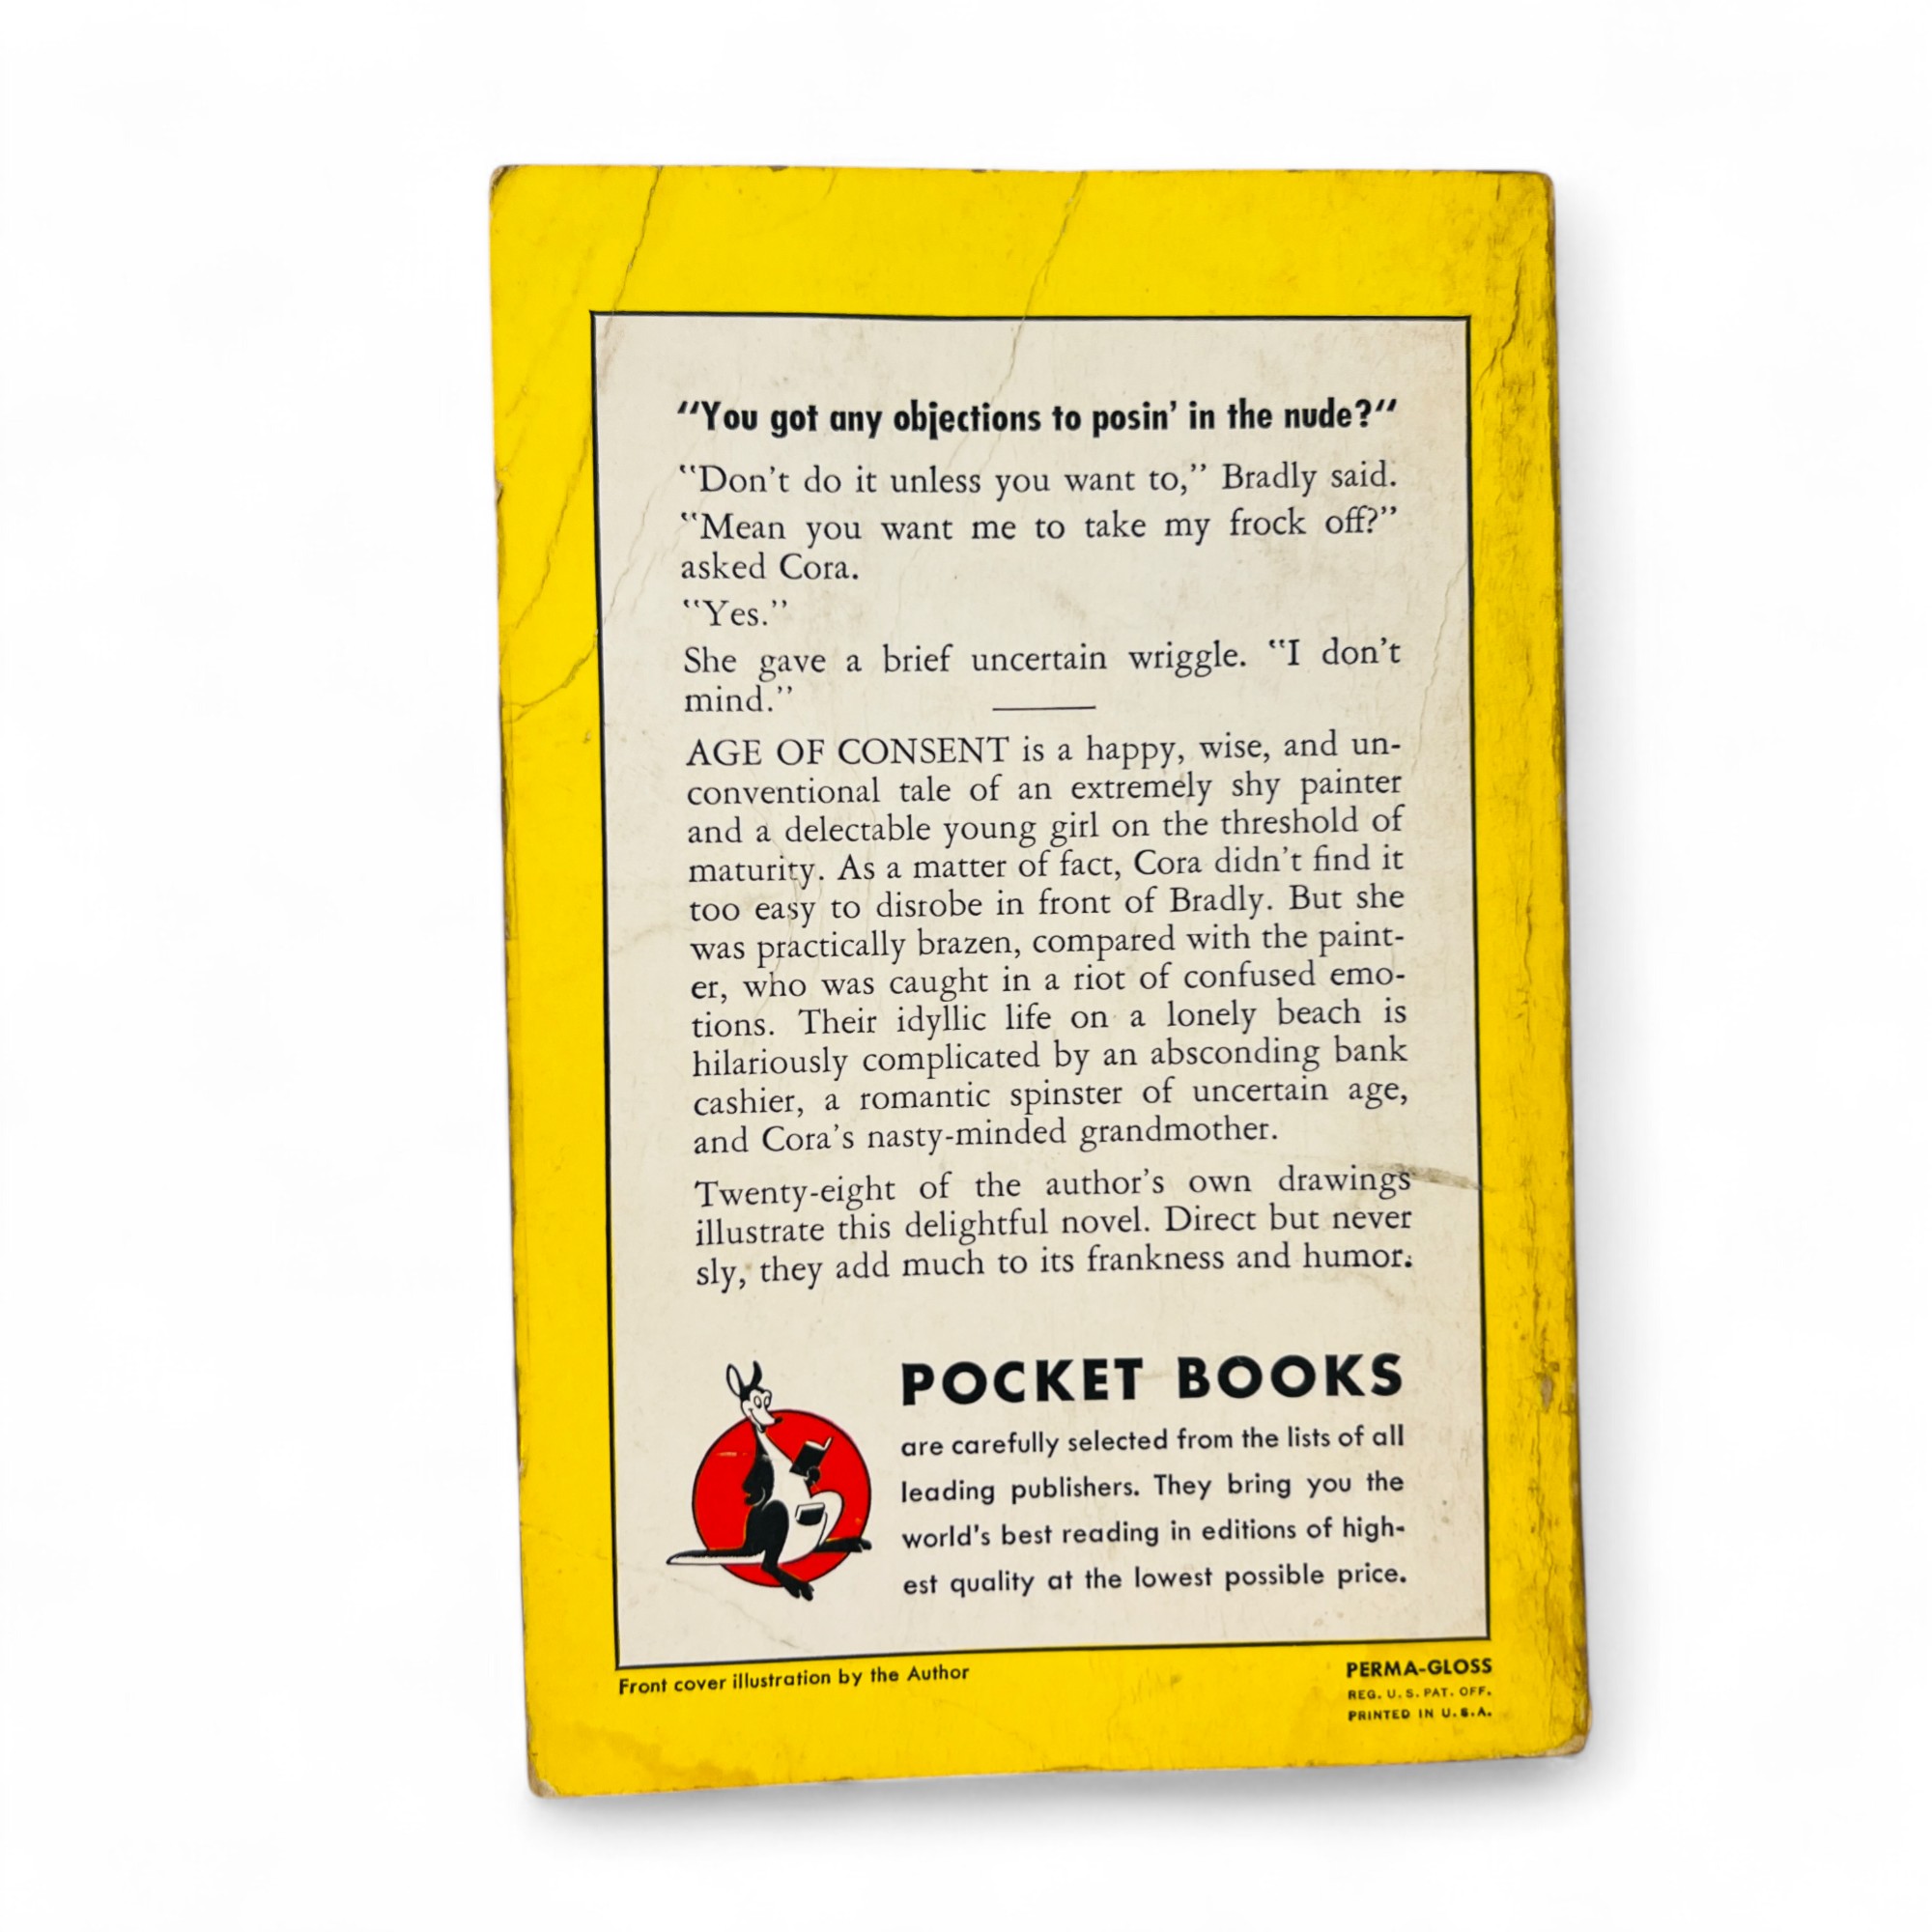 "You got any objections to posin' in the nude?"
"Don't do it unless you want to," Bradly said.
"Mean you want me to take my frock off?"
asked Cora.
"Yes."
She gave a brief uncertain wriggle. "I don't
mind."
AGE OF CONSENT is a happy, wise, and un-
conventional tale of an extremely shy painter
and a delectable young girl on the threshold of
maturity. As a matter of fact, Cora didn't find it
too easy to disrobe in front of Bradly. But she
was practically brazen, compared with the paint-
er, who was caught in a riot of confused emo-
tions. Their idyllic life on a lonely beach is
hilariously complicated by an absconding bank
cashier, a romantic spinster of uncertain age,
and Cora's nasty-minded grandmother.
Twenty-eight of the author's own drawings
illustrate this delightful novel. Direct but never
sly, they add much to its frankness and humor.
POCKET BOOKS
are carefully selected from the lists of all
leading publishers. They bring you the
world's best reading in editions of high-
est quality at the lowest possible price.
Front cover illustration by the Author
PERMA-GLOSS
REG. U. S. PAT. OFF.
PRINTED IN U.S.A.